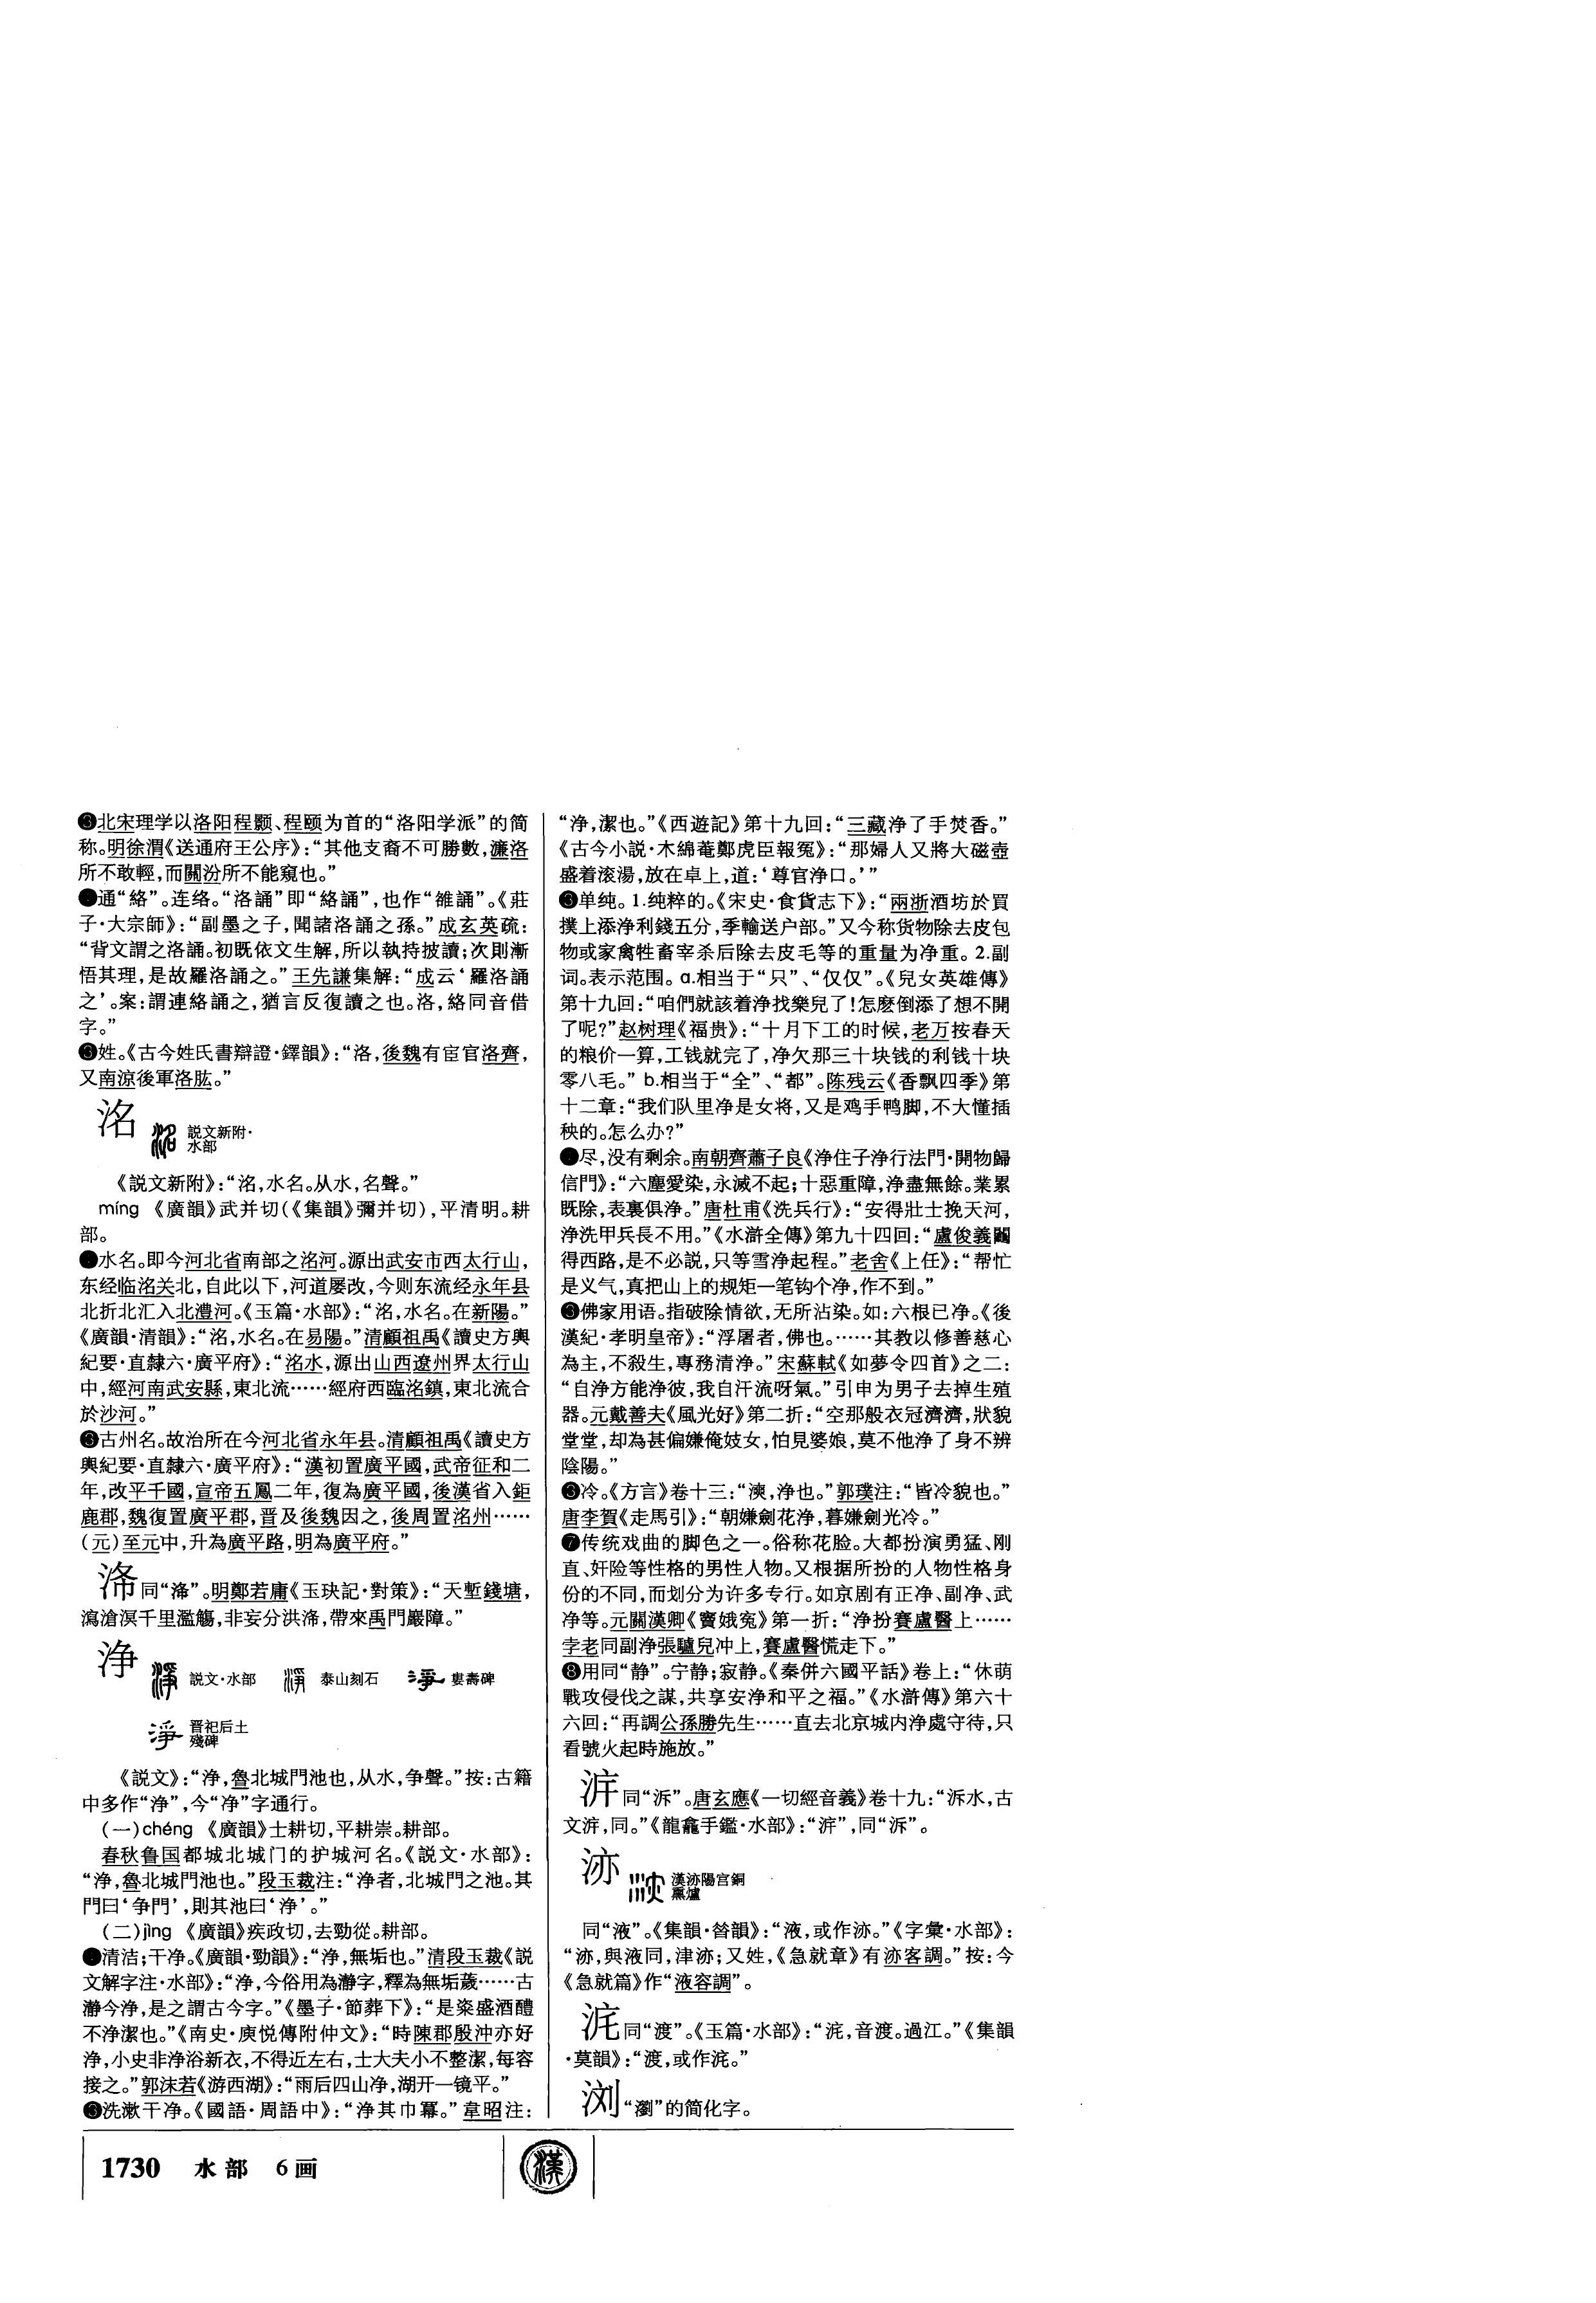 ❸北宋理学以洛阳程颢、程颐为首的“洛阳学派”的简
称。明徐渭《送通府王公序》：“其他支裔不可勝數，濂洛
所不敢輕，而關汾所不能窺也。”
●通“絡”。连络。“洛誦”即“絡誦”，也作“雒誦”。《莊
子·大宗師》：“副墨之子，聞諸洛誦之孫。”成玄英疏：
“背文謂之洛誦。初既依文生解，所以執持披讀；次則漸
悟其理，是故羅洛誦之。”王先謙集解：“成云‘羅洛誦
之’。案：謂連絡誦之，猶言反復讀之也。洛，絡同音借
字。”
❸姓。《古今姓氏書辯證·鐸韻》：“洛，後魏有宦官洛齊，
又南涼後軍洛肱。”
洺 説文新附·
水部
《説文新附》：“洺，水名。从水，名聲。”
míng 《廣韻》武并切（《集韻》彌并切），平清明。耕
部。
●水名。即今河北省南部之洺河。源出武安市西太行山，
东经临洺关北，自此以下，河道屡改，今则东流经永年县
北折北汇入北澧河。《玉篇·水部》：“洺，水名。在新陽。”
《廣韻·清韻》：“洺，水名。在易陽。”清顧祖禹《讀史方輿
紀要·直隸六·廣平府》：“洺水，源出山西遼州界太行山
中，經河南武安縣，東北流……經府西臨洺鎮，東北流合
於沙河。”
❸古州名。故治所在今河北省永年县。清顧祖禹《讀史方
輿紀要·直隸六·廣平府》：“漢初置廣平國，武帝征和二
年，改平干國，宣帝五鳳二年，復為廣平國，後漢省入鉅
鹿郡，魏復置廣平郡，晋及後魏因之，後周置洺州……
（元）至元中，升為廣平路，明為廣平府。”
同“滌”。明鄭若庸《玉玦記·對策》：“天塹錢塘，
瀉滄溟千里濫觴，非妄分洪渧，帶來禹門巖障。”
浄 説文·水部 泰山刻石 婁壽碑
晋祀后土
殘碑
《説文》：“浄，魯北城門池也，从水，争聲。”按：古籍
中多作“浄”，今“净”字通行。
（一）chéng 《廣韻》士耕切，平耕崇。耕部。
春秋鲁国都城北城门的护城河名。《説文·水部》：
“浄，魯北城門池也。”段玉裁注：“浄者，北城門之池。其
門曰‘争門’，則其池曰‘浄’。”
（二）jìng 《廣韻》疾政切，去勁從。耕部。
●清洁；干净。《廣韻·勁韻》：“浄，無垢也。”清段玉裁《説
文解字注·水部》：“浄，今俗用為瀞字，釋為無垢薉……古
瀞今浄，是之謂古今字。”《墨子·節葬下》：“是粢盛酒醴
不浄潔也。”《南史·庾悦傳附仲文》：“時陳郡殷沖亦好
浄，小史非浄浴新衣，不得近左右，士大夫小不整潔，每容
接之。”郭沫若《游西湖》：“雨后四山净，湖开一镜平。”
❸洗漱干净。《國語·周語中》：“浄其巾冪。”韋昭注：
“浄，潔也。”《西遊記》第十九回：“三藏浄了手焚香。”
《古今小説·木綿菴鄭虎臣報冤》：“那婦人又將大磁壺
盛着滚湯，放在卓上，道：‘尊官浄口。’”
❸单纯。1.纯粹的。《宋史·食貨志下》：“兩浙酒坊於買
撲上添浄利錢五分，季輸送户部。”又今称货物除去皮包
物或家禽牲畜宰杀后除去皮毛等的重量为净重。2.副
词。表示范围。a.相当于“只”、“仅仅”。《兒女英雄傳》
第十九回：“咱們就該着浄找樂兒了！怎麽倒添了想不開
了呢？”赵树理《福贵》：“十月下工的时候，老万按春天
的粮价一算，工钱就完了，净欠那三十块钱的利钱十块
零八毛。”b.相当于“全”、“都”。陈残云《香飘四季》第
十二章：“我们队里净是女将，又是鸡手鸭脚，不大懂插
秧的。怎么办？”
●尽，没有剩余。南朝齊蕭子良《浄住子浄行法門·開物歸
信門》：“六塵愛染，永滅不起；十惡重障，浄盡無餘。業累
既除，表裏俱浄。”唐杜甫《洗兵行》：“安得壯士挽天河，
浄洗甲兵長不用。”《水滸全傳》第九十四回：“盧俊義聞
得西路，是不必説，只等雪浄起程。”老舍《上任》：“帮忙
是义气，真把山上的规矩一笔钩个净，作不到。”
❸佛家用语。指破除情欲，无所沾染。如：六根已净。《後
漢紀·孝明皇帝》：“浮屠者，佛也。……其教以修善慈心
為主，不殺生，專務清浄。”宋蘇軾《如夢令四首》之二：
“自浄方能浄彼，我自汗流呀氣。”引申为男子去掉生殖
器。元戴善夫《風光好》第二折：“空那般衣冠濟濟，狀貌
堂堂，却為甚偏嫌俺妓女，怕見婆娘，莫不他浄了身不辨
陰陽。”
❸冷。《方言》卷十三：“漺，浄也。”郭璞注：“皆冷貌也。”
唐李賀《走馬引》：“朝嫌劍花浄，暮嫌劍光冷。”
❼传统戏曲的脚色之一。俗称花脸。大都扮演勇猛、刚
直、奸险等性格的男性人物。又根据所扮的人物性格身
份的不同，而划分为许多专行。如京剧有正净、副净、武
净等。元關漢卿《竇娥冤》第一折：“浄扮賽盧醫上……
孛老同副浄張驢兒冲上，賽盧醫慌走下。”
❽用同“静”。宁静；寂静。《秦併六國平話》卷上：“休萌
戰攻侵伐之謀，共享安浄和平之福。”《水滸傳》第六十
六回：“再調公孫勝先生……直去北京城内浄處守待，只
看號火起時施放。”
同“泝”。唐玄應《一切經音義》卷十九：“泝水，古
文㳎，同。”《龍龕手鑑·水部》：“㳎”，同“泝”。
洂 漢洂陽宫銅
熏爐
同“液”。《集韻·昔韻》：“液，或作洂。”《字彙·水部》：
“洂，與液同，津洂；又姓，《急就章》有洂客調。”按：今
《急就篇》作“液容調”。
㳍同“渡”。《玉篇·水部》：“㳍，音渡。過江。”《集韻
·莫韻》：“渡，或作㳍。”
浏“瀏”的简化字。
1730 水部 6画
漢